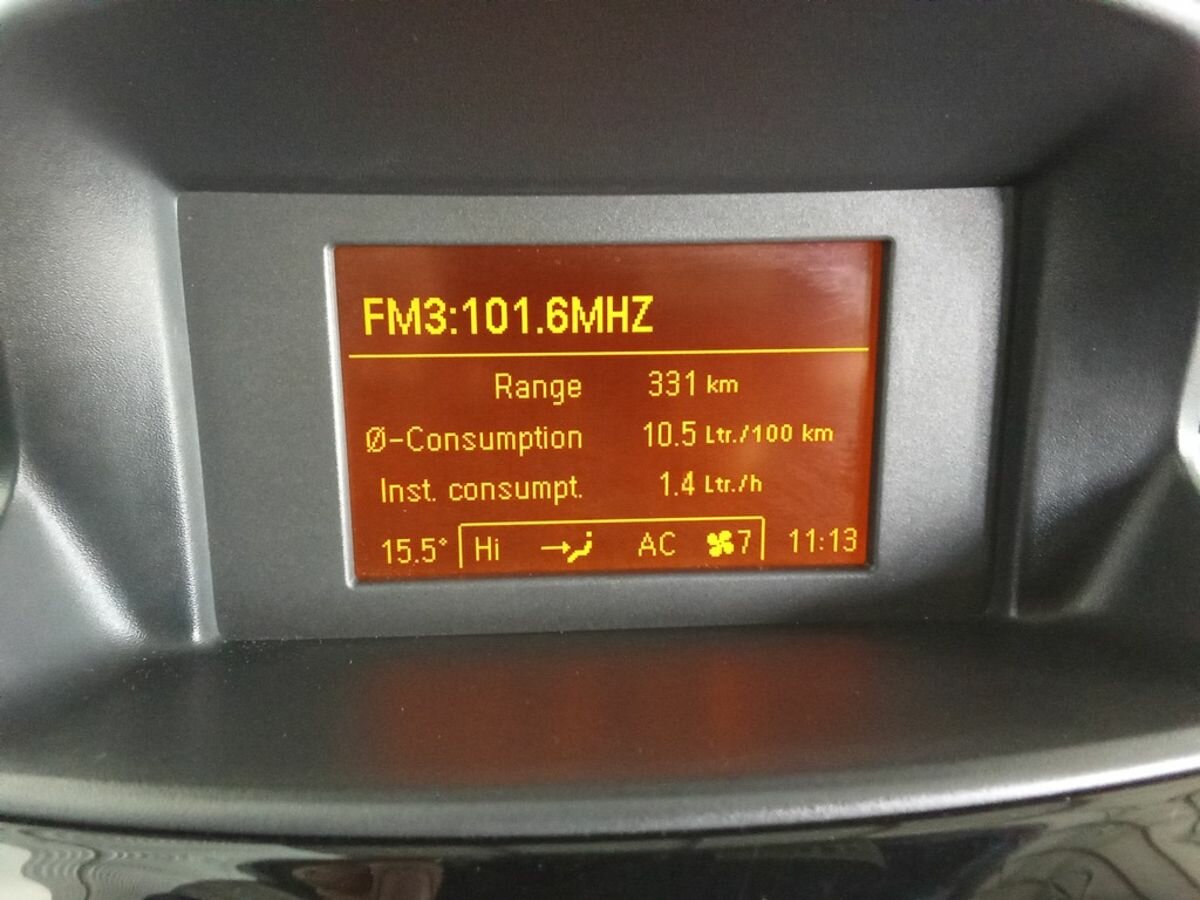 FM3:101.6MHZ
Range 331 km
Ø-Consumption 10.5 Ltr./100 km
Inst. consumpt. 1.4 Ltr./h
15.5° Hi AC 7 11:13